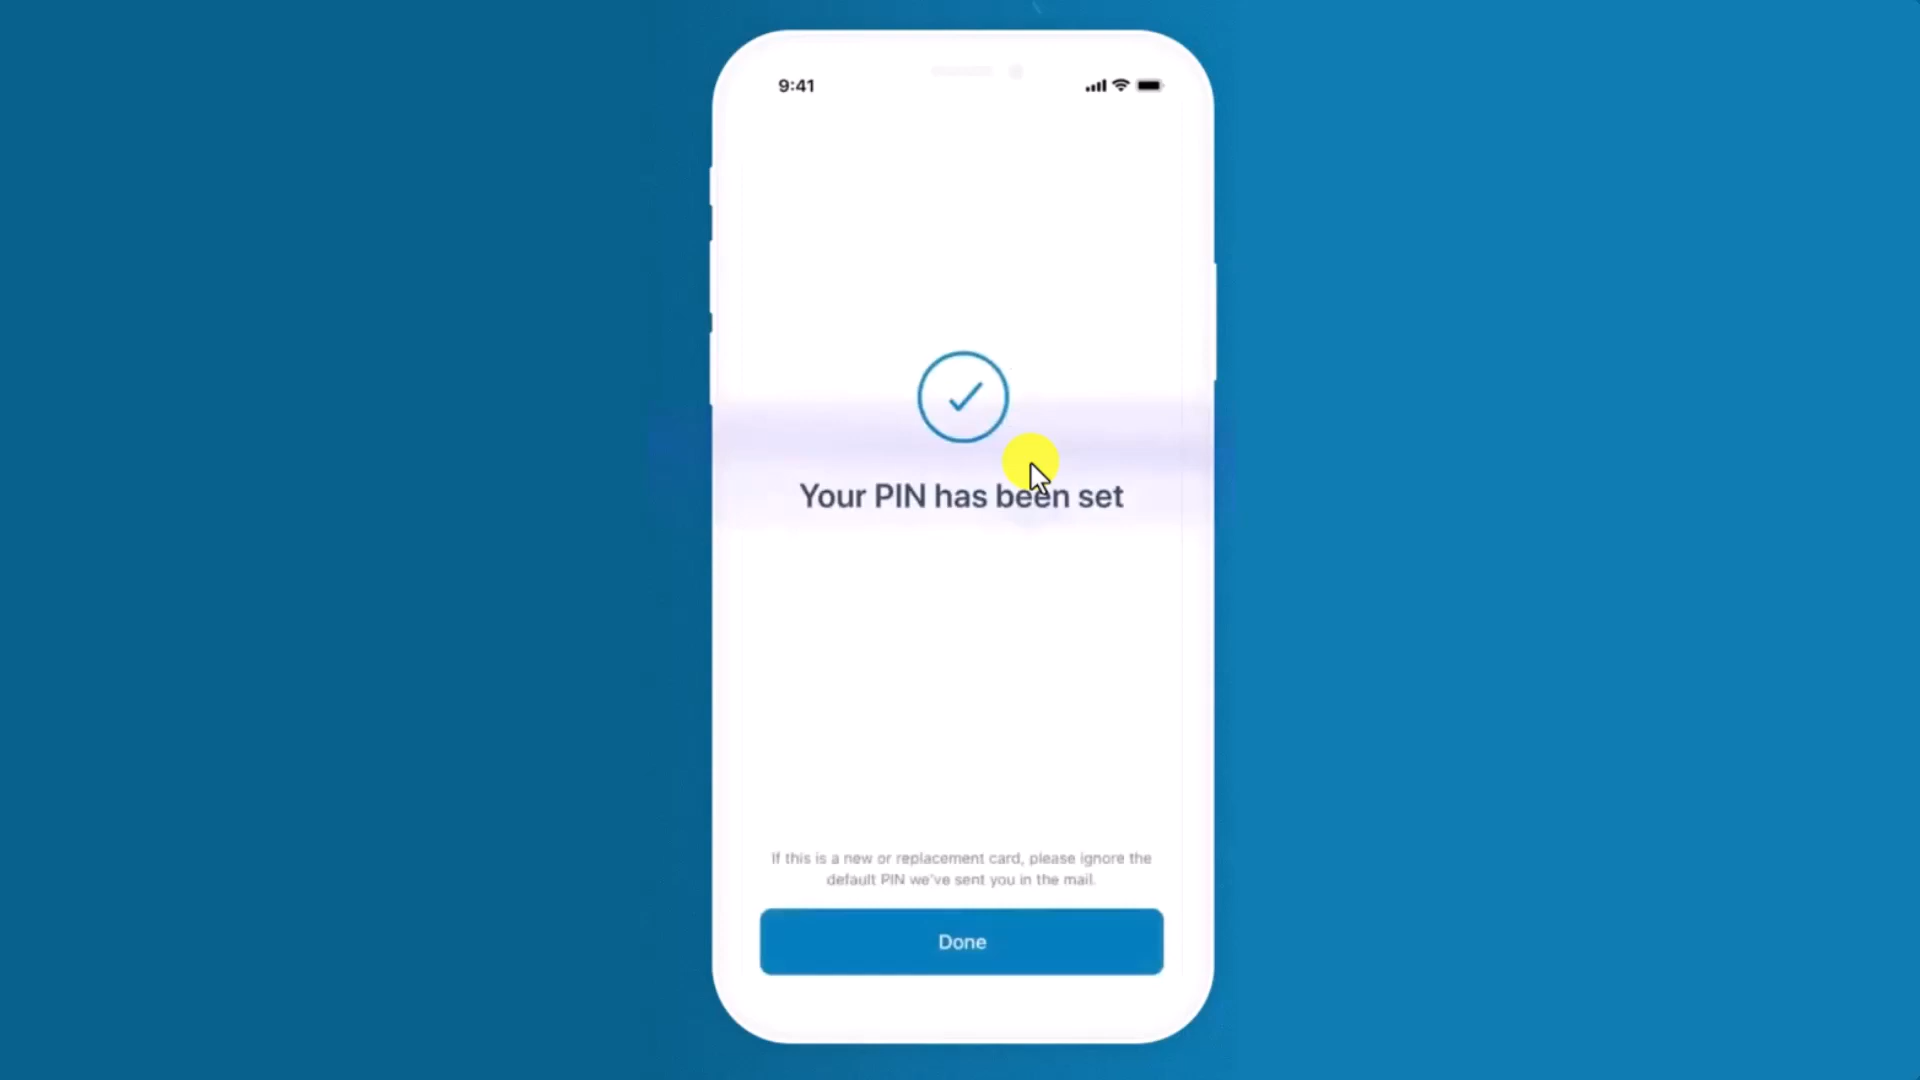 9:41
Your PIN has been set
If this is a new or replacement card, please ignore the
default PIN we've sent you in the mail.
Done